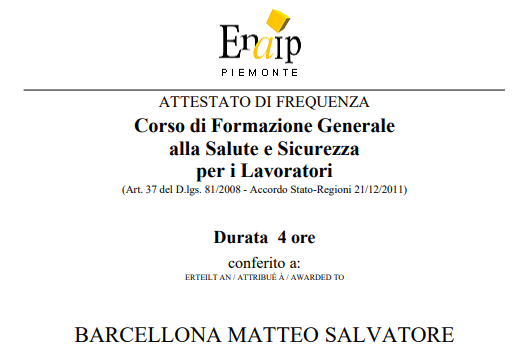 Enaip
PIEMONTE
ATTESTATO DI FREQUENZA
Corso di Formazione Generale
alla Salute e Sicurezza
per i Lavoratori
(Art. 37 del D.lgs. 81/2008 - Accordo Stato-Regioni 21/12/2011)
Durata 4 ore
conferito a:
ERTEILT AN / ATTRIBUÉ À / AWARDED TO
BARCELLONA MATTEO SALVATORE